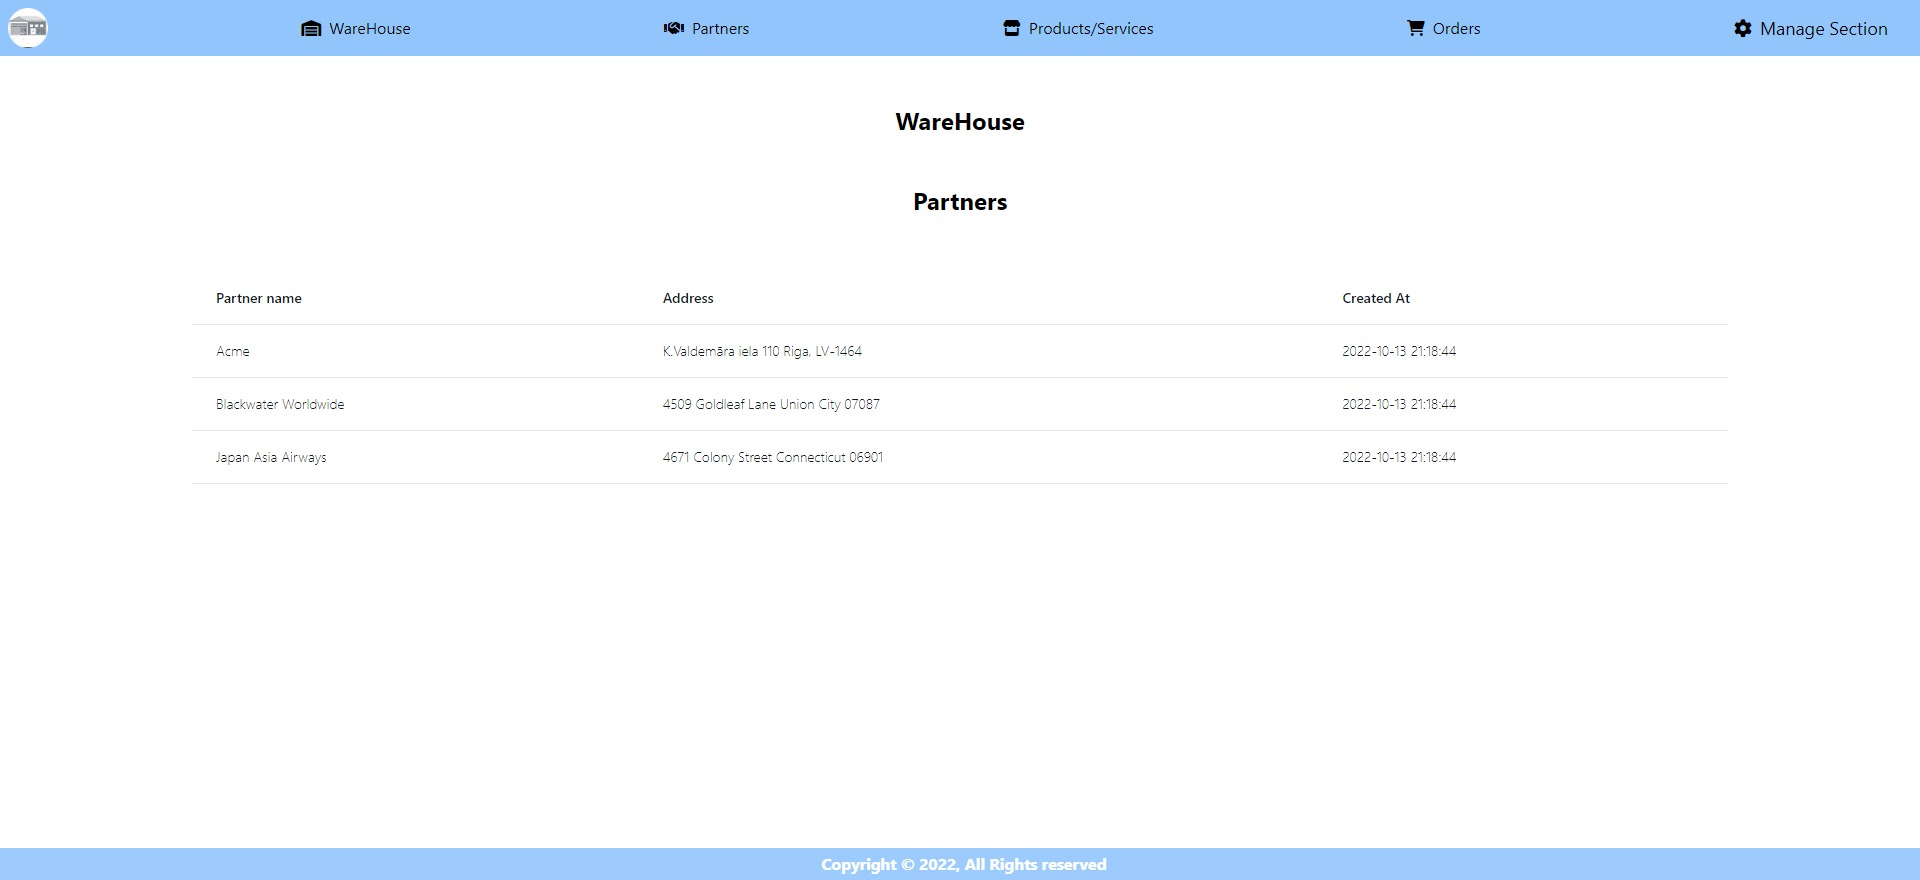 WareHouse Partners Products/Services Orders Manage Section
WareHouse
Partners
Partner name Address Created At
Acme K.Valdemāra iela 110 Riga, LV-1464 2022-10-13 21:18:44
Blackwater Worldwide 4509 Goldleaf Lane Union City 07087 2022-10-13 21:18:44
Japan Asia Airways 4671 Colony Street Connecticut 06901 2022-10-13 21:18:44
Copyright © 2022, All Rights reserved